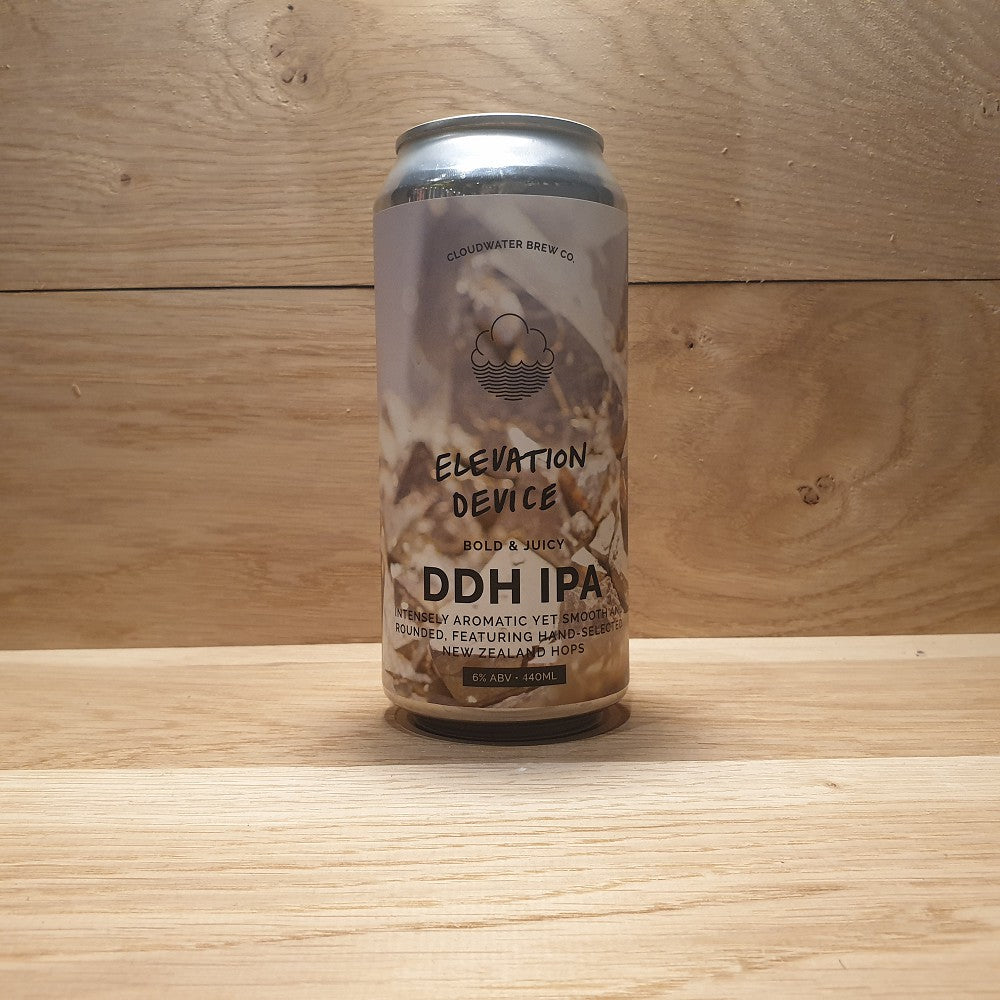 CLOUDWATER BREW CO.
ELEVATION
DEVICE
BOLD & JUICY
DDH IPA
INTENSELY AROMATIC YET SMOOTH AND
ROUNDED, FEATURING HAND-SELECTED
NEW ZEALAND HOPS
6% ABV • 440ML